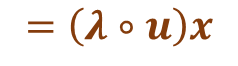 = (λ ∘ u)x